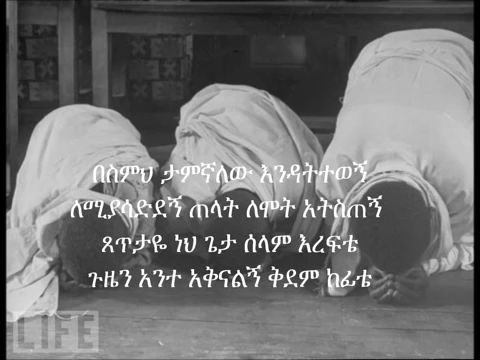 በስምህ ታምኛለው እንዳትተወኝ
ለሚያሳድደኝ ጠላት ለሞት አትስጠኝ
ጸጥታዬ ነህ ጌታ ሰላም እረፍቴ
ጉዜን አንተ አቅናልኝ ቅደም ከፊቴ
LIFE